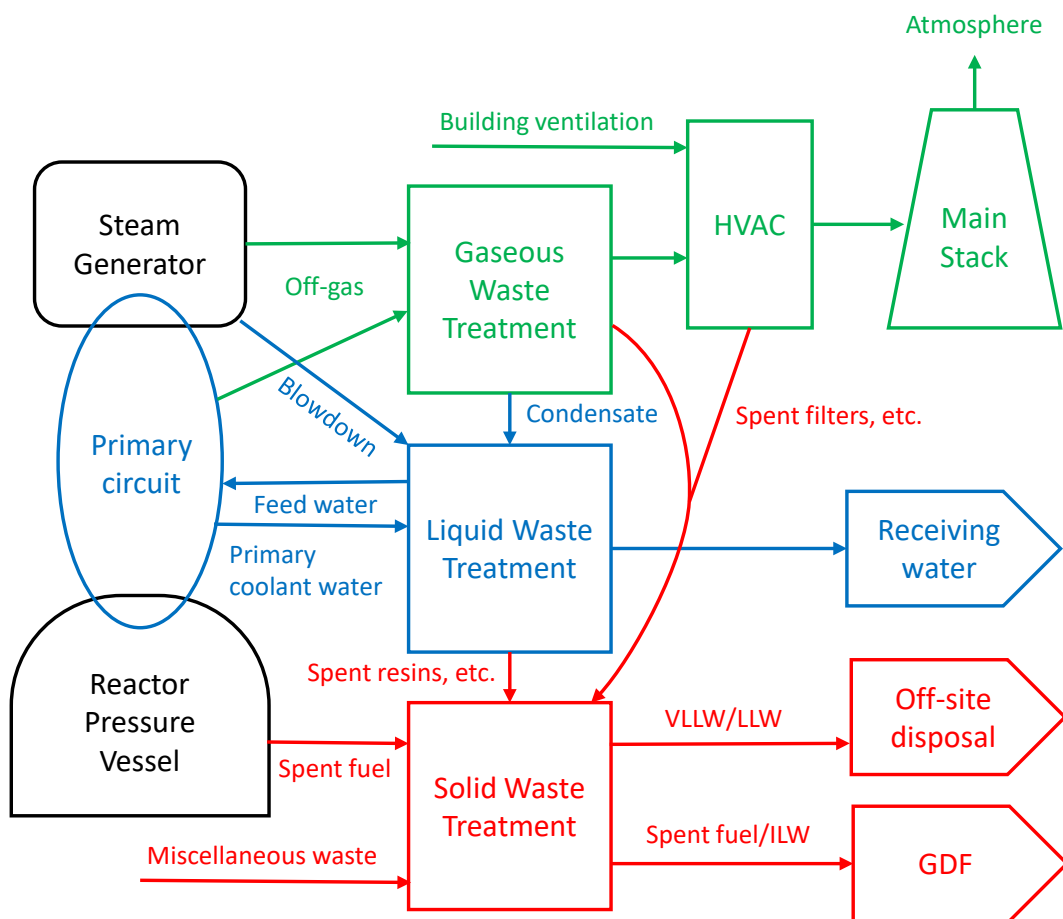 Atmosphere
Building ventilation
Steam
Generator
Gaseous
Waste
Treatment
HVAC
Main
Stack
Off-gas
Blowdown
Condensate
Spent filters, etc.
Primary
circuit
Feed water
Primary
coolant water
Liquid Waste
Treatment
Receiving
water
Spent resins, etc.
Reactor
Pressure
Vessel
Spent fuel
VLLW/LLW
Off-site
disposal
Solid Waste
Treatment
Miscellaneous waste
Spent fuel/ILW
GDF